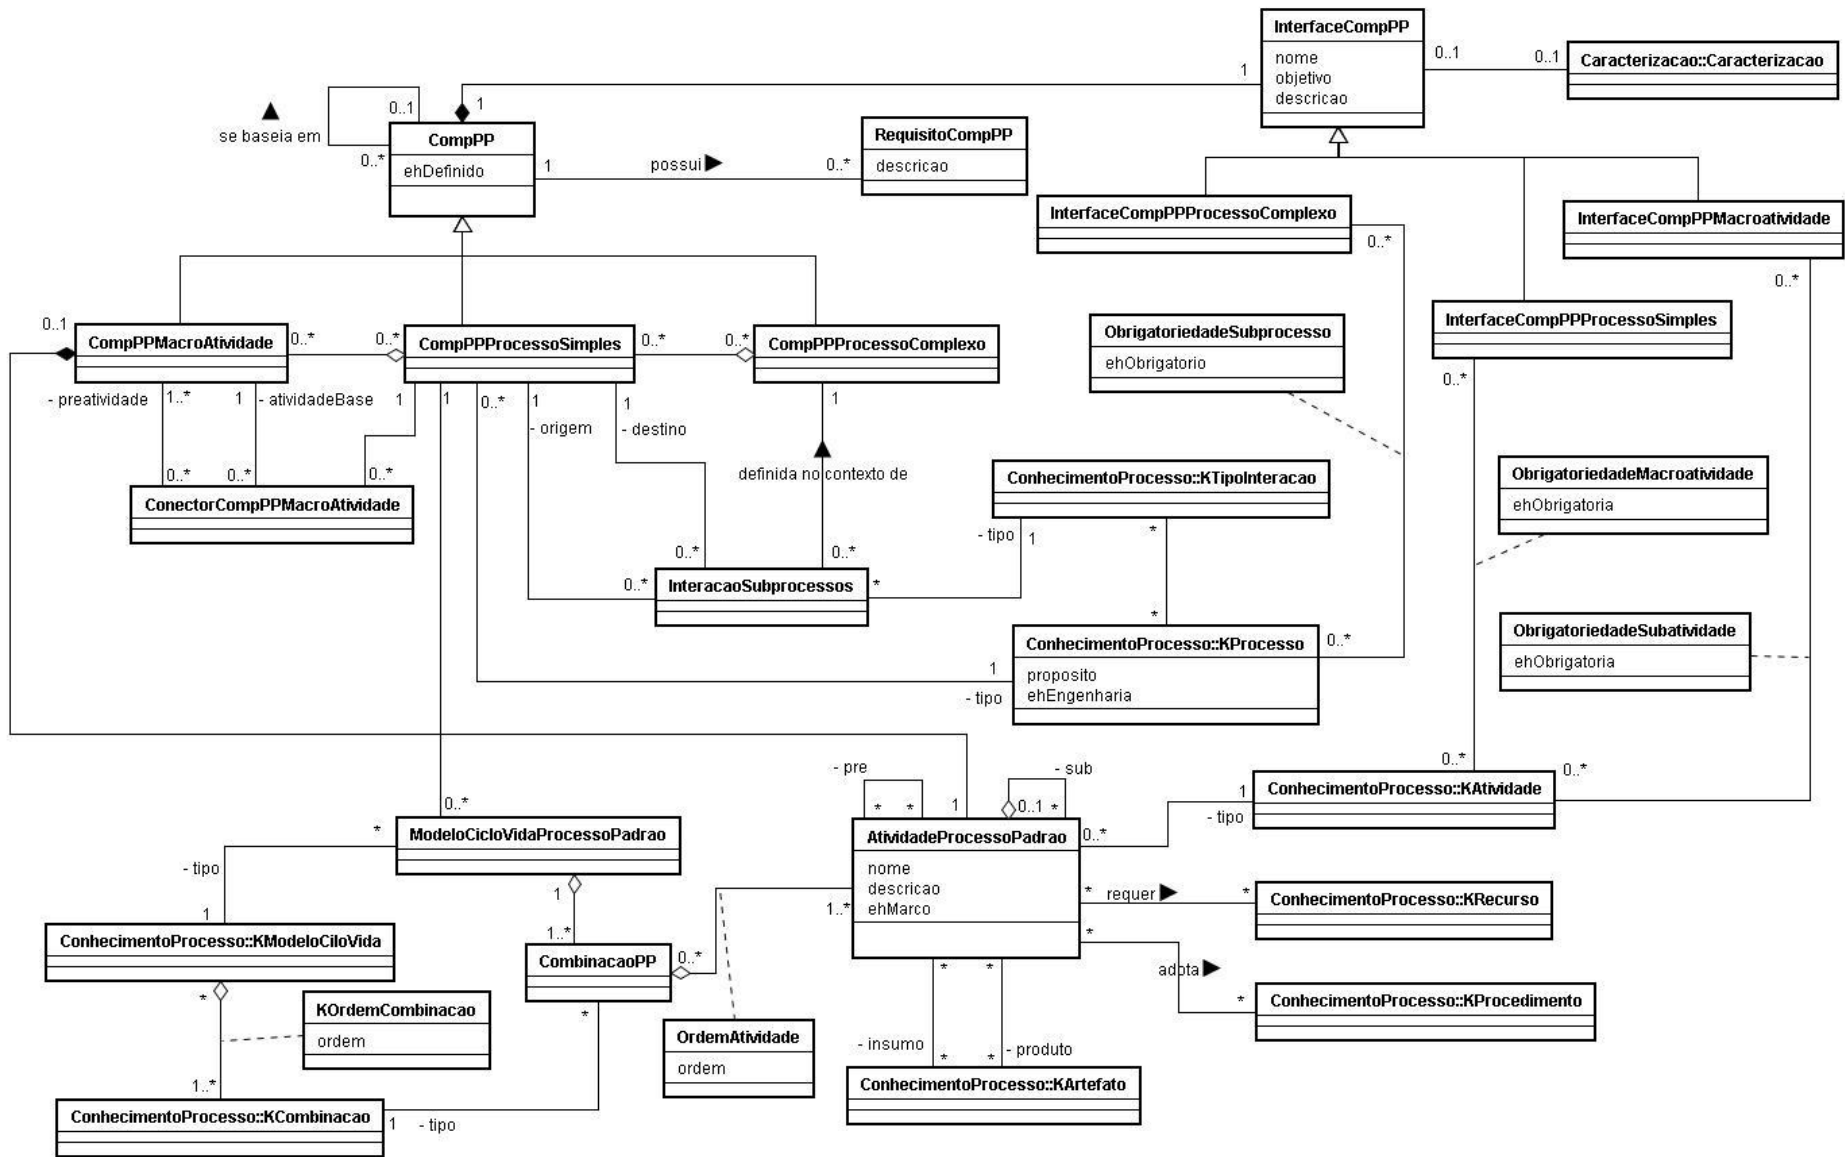 InterfaceCompPP
nome
objetivo
descricao
0..1
0..1
Caracterizacao::Caracterizacao
1
1
0..1
se baseia em
0..*
CompPP
ehDefinido
1
possui
0..*
RequisitoCompPP
descricao
InterfaceCompPPProcessoComplexo
0..*
InterfaceCompPPMacroatividade
0..*
InterfaceCompPPProcessoSimples
0..*
0..1
CompPPMacroAtividade
0..*
0..*
CompPPProcessoSimples
0..*
0..*
CompPPProcessoComplexo
ObrigatoriedadeSubprocesso
ehObrigatorio
- preatividade
1..*
1
- atividadeBase
1
1
0..*
1
- origem
1
- destino
1
definida no contexto de
0..*
0..*
0..*
ConectorCompPPMacroAtividade
ConhecimentoProcesso::KTipoInteracao
- tipo
1
*
ObrigatoriedadeMacroatividade
ehObrigatoria
0..*
0..*
0..*
InteracaoSubprocessos
*
*
ConhecimentoProcesso::KProcesso
proposito
ehEngenharia
0..*
1
- tipo
ObrigatoriedadeSubatividade
ehObrigatoria
0..*
0..*
ConhecimentoProcesso::KAtividade
1
- tipo
- pre
*
*
- sub
0..1
*
1
AtividadeProcessoPadrao
nome
descricao
ehMarco
0..*
0..*
ModeloCicloVidaProcessoPadrao
*
- tipo
1
1
1..*
1..*
*
requer
*
ConhecimentoProcesso::KRecurso
*
adota
*
ConhecimentoProcesso::KProcedimento
ConhecimentoProcesso::KModeloCiloVida
CombinacaoPP
0..*
*
*
KOrdemCombinacao
ordem
OrdemAtividade
ordem
*
*
- insumo
*
*
- produto
ConhecimentoProcesso::KArtefato
1..*
ConhecimentoProcesso::KCombinacao
1
- tipo